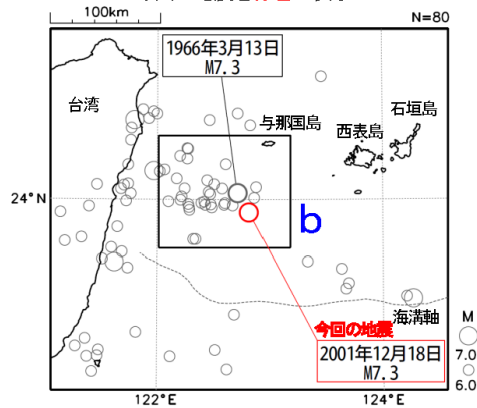 100km
N=80
1966年3月13日
M7.3
台湾
与那国島
西表島
石垣島
24°N
b
海溝軸
今回の地震
2001年12月18日
M7.3
M
7.0
6.0
122°E
124°E